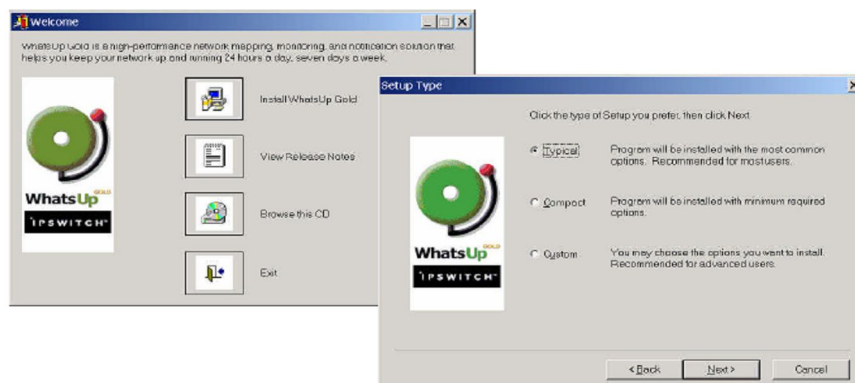 Welcome
WhatsUp Gold is a high-performance network mapping, monitoring, and notification solution that
helps you keep your network up and running 24 hours a day, seven days a week.
Install WhatsUp Gold
View Release Notes
Browse this CD
Exit
WhatsUp GOLD
IPSWITCH
Setup Type
Click the type of Setup you prefer, then click Next
Typical
Program will be installed with the most common
options. Recommended for most users.
Compact
Program will be installed with minimum required
options.
Custom
You may choose the options you want to install.
Recommended for advanced users.
WhatsUp GOLD
IPSWITCH
< Back
Next >
Cancel